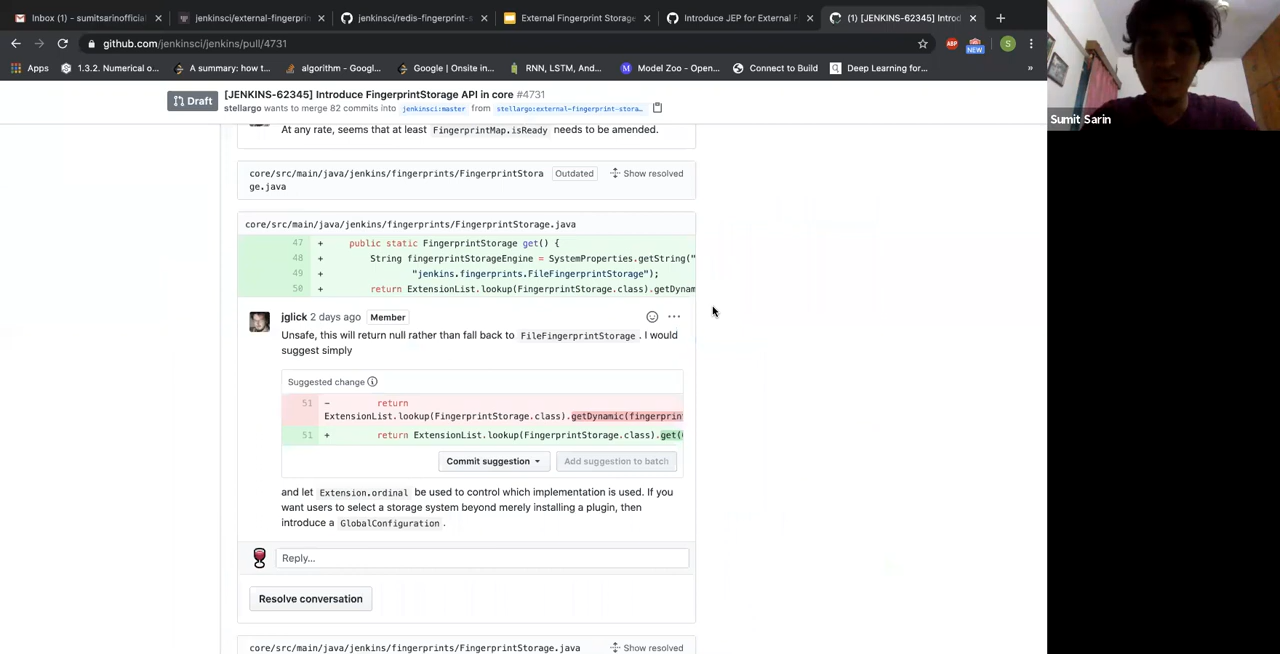 Inbox (1) - sumitsarinofficial
jenkinsci/external-fingerprin
jenkinsci/redis-fingerprint-s
External Fingerprint Storage
Introduce JEP for External F
(1) [JENKINS-62345] Introd
github.com/jenkinsci/jenkins/pull/4731
ABP
NEW
S
Apps
1.3.2. Numerical o...
A summary: how t...
algorithm - Googl...
Google | Onsite in...
RNN, LSTM, And...
Model Zoo - Open...
Connect to Build
Deep Learning for...
»
Draft
[JENKINS-62345] Introduce FingerprintStorage API in core #4731
stellargo wants to merge 82 commits into jenkinsci:master from stellargo:external-fingerprint-stora…
At any rate, seems that at least FingerprintMap.isReady needs to be amended.
core/src/main/java/jenkins/fingerprints/FingerprintStora
ge.java
Outdated
Show resolved
core/src/main/java/jenkins/fingerprints/FingerprintStorage.java
47 + public static FingerprintStorage get() {
48 + String fingerprintStorageEngine = SystemProperties.getString("
49 + "jenkins.fingerprints.FileFingerprintStorage");
50 + return ExtensionList.lookup(FingerprintStorage.class).getDynam
jglick 2 days ago Member
Unsafe, this will return null rather than fall back to FileFingerprintStorage. I would
suggest simply
Suggested change
51 - return
ExtensionList.lookup(FingerprintStorage.class).getDynamic(fingerprint
51 + return ExtensionList.lookup(FingerprintStorage.class).get(
Commit suggestion
Add suggestion to batch
and let Extension.ordinal be used to control which implementation is used. If you
want users to select a storage system beyond merely installing a plugin, then
introduce a GlobalConfiguration.
Reply...
Resolve conversation
core/src/main/java/jenkins/fingerprints/FingerprintStorage.java
Show resolved
Sumit Sarin